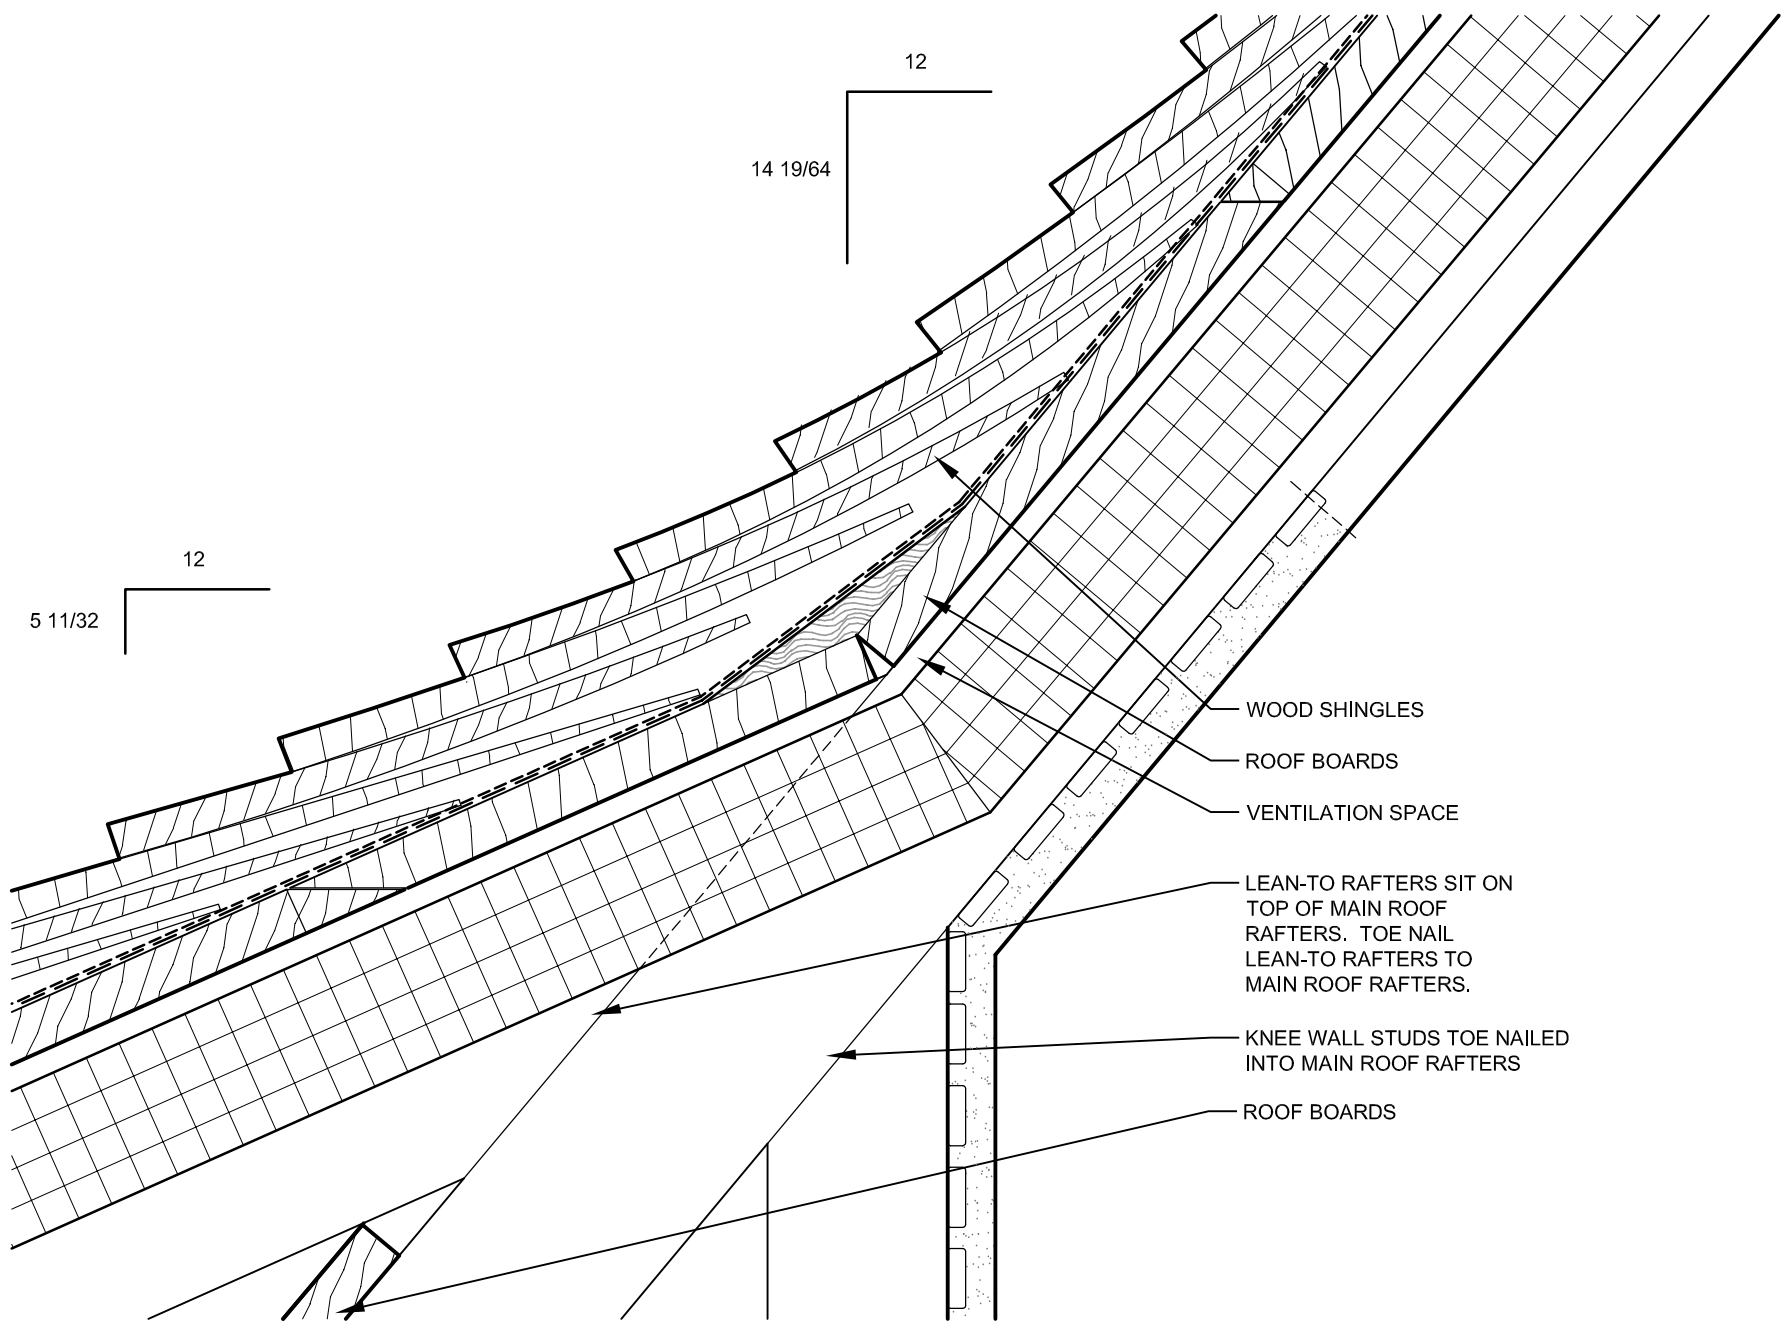 12
14 19/64
12
5 11/32
WOOD SHINGLES
ROOF BOARDS
VENTILATION SPACE
LEAN-TO RAFTERS SIT ON
TOP OF MAIN ROOF
RAFTERS. TOE NAIL
LEAN-TO RAFTERS TO
MAIN ROOF RAFTERS.
KNEE WALL STUDS TOE NAILED
INTO MAIN ROOF RAFTERS
ROOF BOARDS